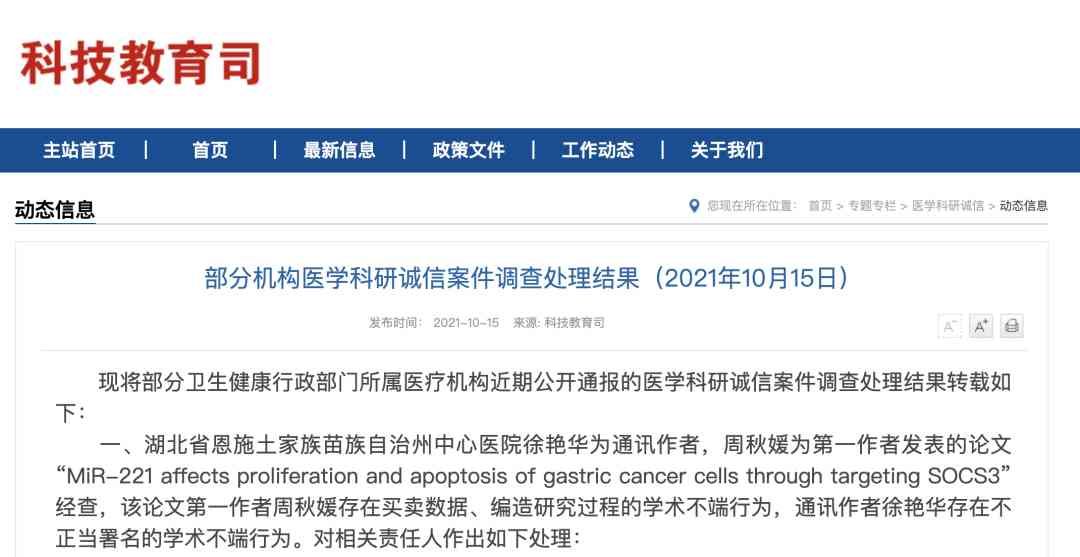 科技教育司
主站首页 | 首页 | 最新信息 | 政策文件 | 工作动态 | 关于我们
动态信息
您现在所在位置： 首页 > 专题专栏 > 医学科研诚信 > 动态信息
部分机构医学科研诚信案件调查处理结果（2021年10月15日）
发布时间： 2021-10-15 来源: 科技教育司
A- A+
现将部分卫生健康行政部门所属医疗机构近期公开通报的医学科研诚信案件调查处理结果转载如
下：
一、湖北省恩施土家族苗族自治州中心医院徐艳华为通讯作者，周秋媛为第一作者发表的论文
“MiR-221 affects proliferation and apoptosis of gastric cancer cells through targeting SOCS3”
经查，该论文第一作者周秋媛存在买卖数据、编造研究过程的学术不端行为，通讯作者徐艳华存在不
正当署名的学术不端行为。对相关责任人作出如下处理：